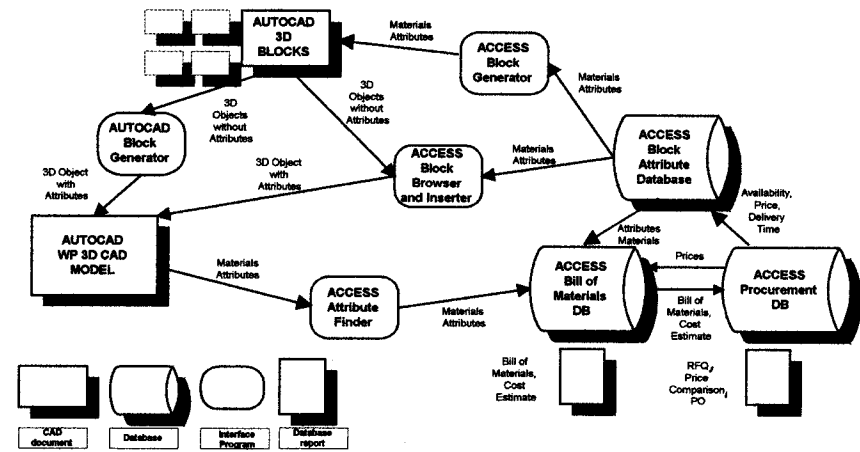 AUTOCAD
3D
BLOCKS
Materials
Attributes
ACCESS
Block
Generator
Materials
Attributes
3D
Objects
without
Attributes
3D
Objects
without
Attributes
AUTOCAD
Block
Generator
3D Object
with
Attributes
3D Object
with
Attributes
ACCESS
Block
Browser
and Inserter
Materials
Attributes
ACCESS
Block
Attribute
Database
Availability,
Price,
Delivery
Time
AUTOCAD
WP 3D CAD
MODEL
Materials
Attributes
ACCESS
Attribute
Finder
Materials
Attributes
Attributes
Materials
ACCESS
Bill of
Materials
DB
Prices
Bill of
Materials,
Cost
Estimate
ACCESS
Procurement
DB
Bill of
Materials,
Cost
Estimate
RFQ,
Price
Comparison,
PO
CAD
document
Database
Interface
Program
Database
report